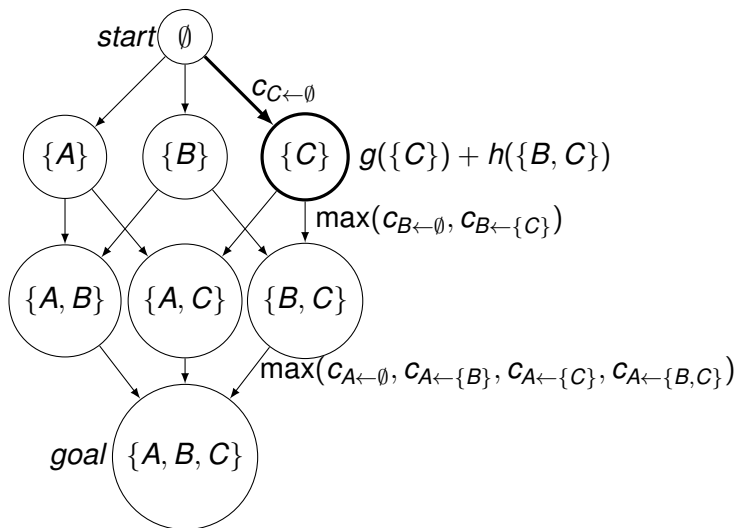 start ∅
c_{C←∅}
{A} {B} {C} g({C}) + h({B, C})
max(c_{B←∅}, c_{B←{C}})
{A, B} {A, C} {B, C}
max(c_{A←∅}, c_{A←{B}}, c_{A←{C}}, c_{A←{B,C}})
goal {A, B, C}